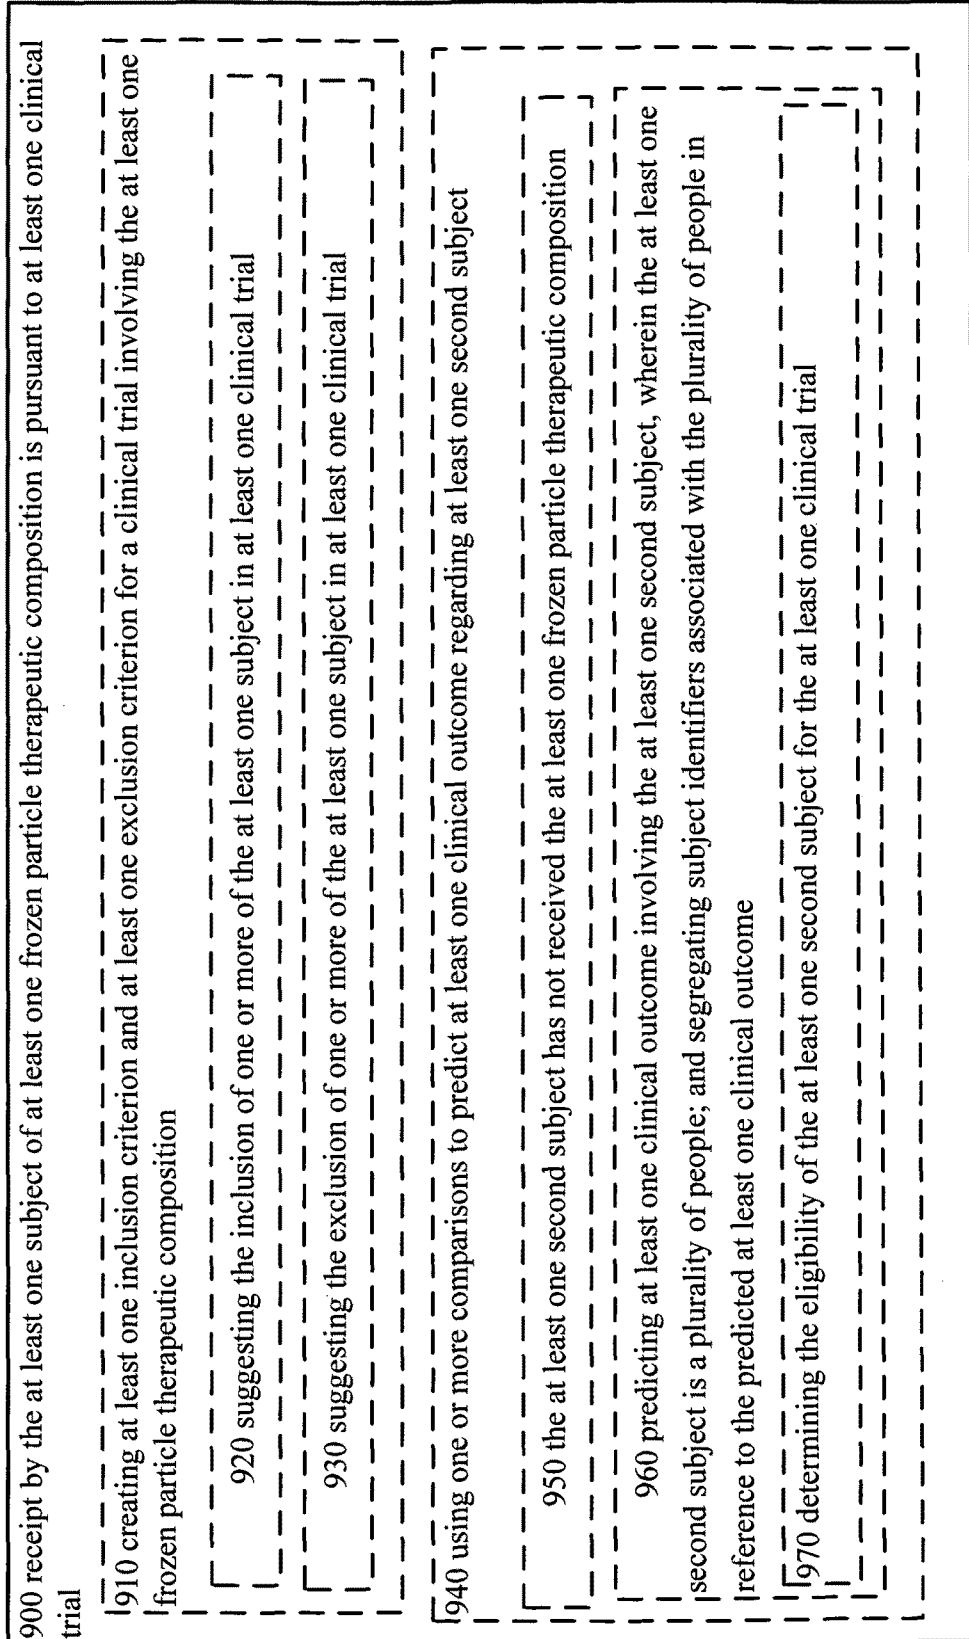 900 receipt by the at least one subject of at least one frozen particle therapeutic composition is pursuant to at least one clinical
trial
910 creating at least one inclusion criterion and at least one exclusion criterion for a clinical trial involving the at least one
frozen particle therapeutic composition
920 suggesting the inclusion of one or more of the at least one subject in at least one clinical trial
930 suggesting the exclusion of one or more of the at least one subject in at least one clinical trial
940 using one or more comparisons to predict at least one clinical outcome regarding at least one second subject
950 the at least one second subject has not received the at least one frozen particle therapeutic composition
960 predicting at least one clinical outcome involving the at least one second subject, wherein the at least one
second subject is a plurality of people; and segregating subject identifiers associated with the plurality of people in
reference to the predicted at least one clinical outcome
970 determining the eligibility of the at least one second subject for the at least one clinical trial